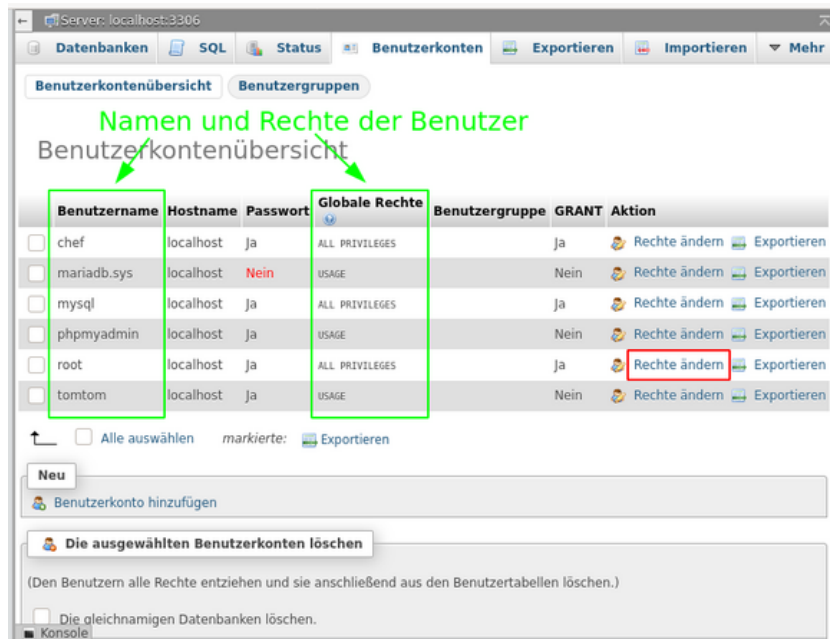 Server: localhost:3306
Datenbanken SQL Status Benutzerkonten Exportieren Importieren Mehr
Benutzerkontenübersicht Benutzergruppen
Namen und Rechte der Benutzer
Benutzerkontenübersicht
Benutzername Hostname Passwort Globale Rechte Benutzergruppe GRANT Aktion
chef localhost Ja ALL PRIVILEGES Ja Rechte ändern Exportieren
mariadb.sys localhost Nein USAGE Nein Rechte ändern Exportieren
mysql localhost Ja ALL PRIVILEGES Ja Rechte ändern Exportieren
phpmyadmin localhost Ja USAGE Nein Rechte ändern Exportieren
root localhost Ja ALL PRIVILEGES Ja Rechte ändern Exportieren
tomtom localhost Ja USAGE Nein Rechte ändern Exportieren
Alle auswählen markierte: Exportieren
Neu
Benutzerkonto hinzufügen
Die ausgewählten Benutzerkonten löschen
(Den Benutzern alle Rechte entziehen und sie anschließend aus den Benutzertabellen löschen.)
Die gleichnamigen Datenbanken löschen.
Konsole